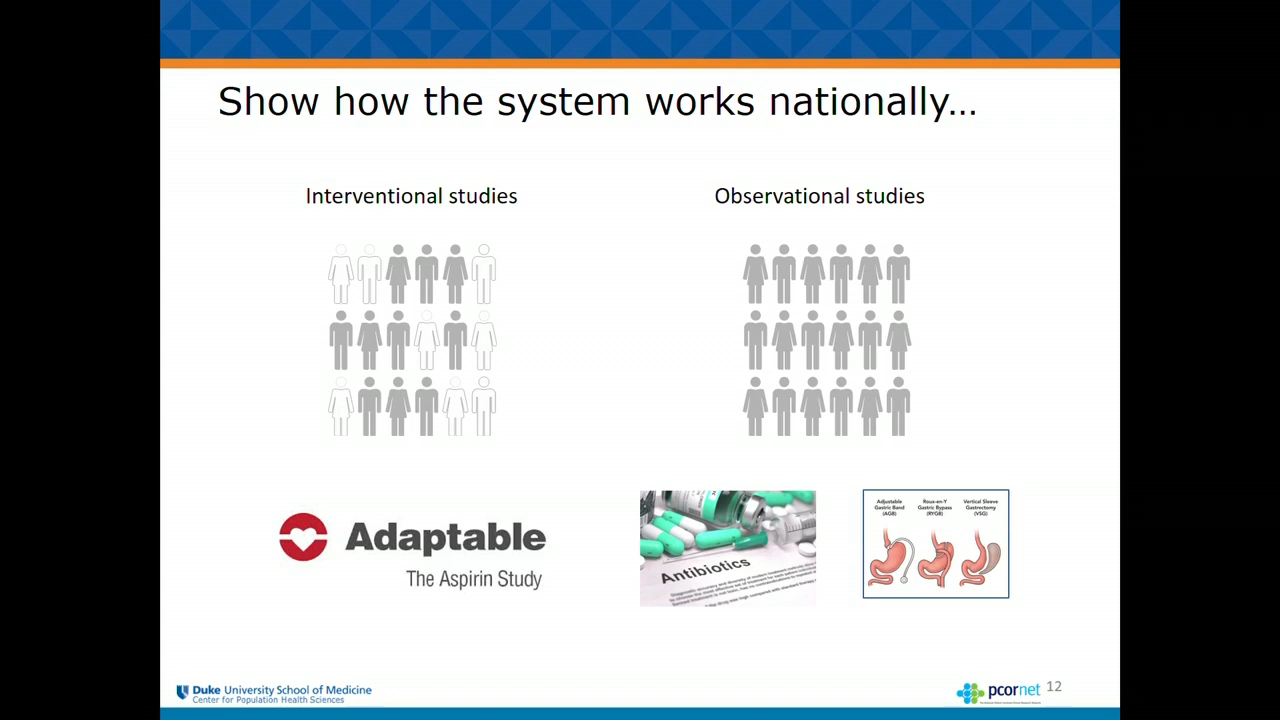 Show how the system works nationally...
Interventional studies
Observational studies
Adaptable
The Aspirin Study
Antibiotics
Adjustable
Gastric Band
(AGB)
Roux-en-Y
Gastric Bypass
(RYGB)
Vertical Sleeve
Gastrectomy
(VSG)
Duke University School of Medicine
Center for Population Health Sciences
pcornet
12